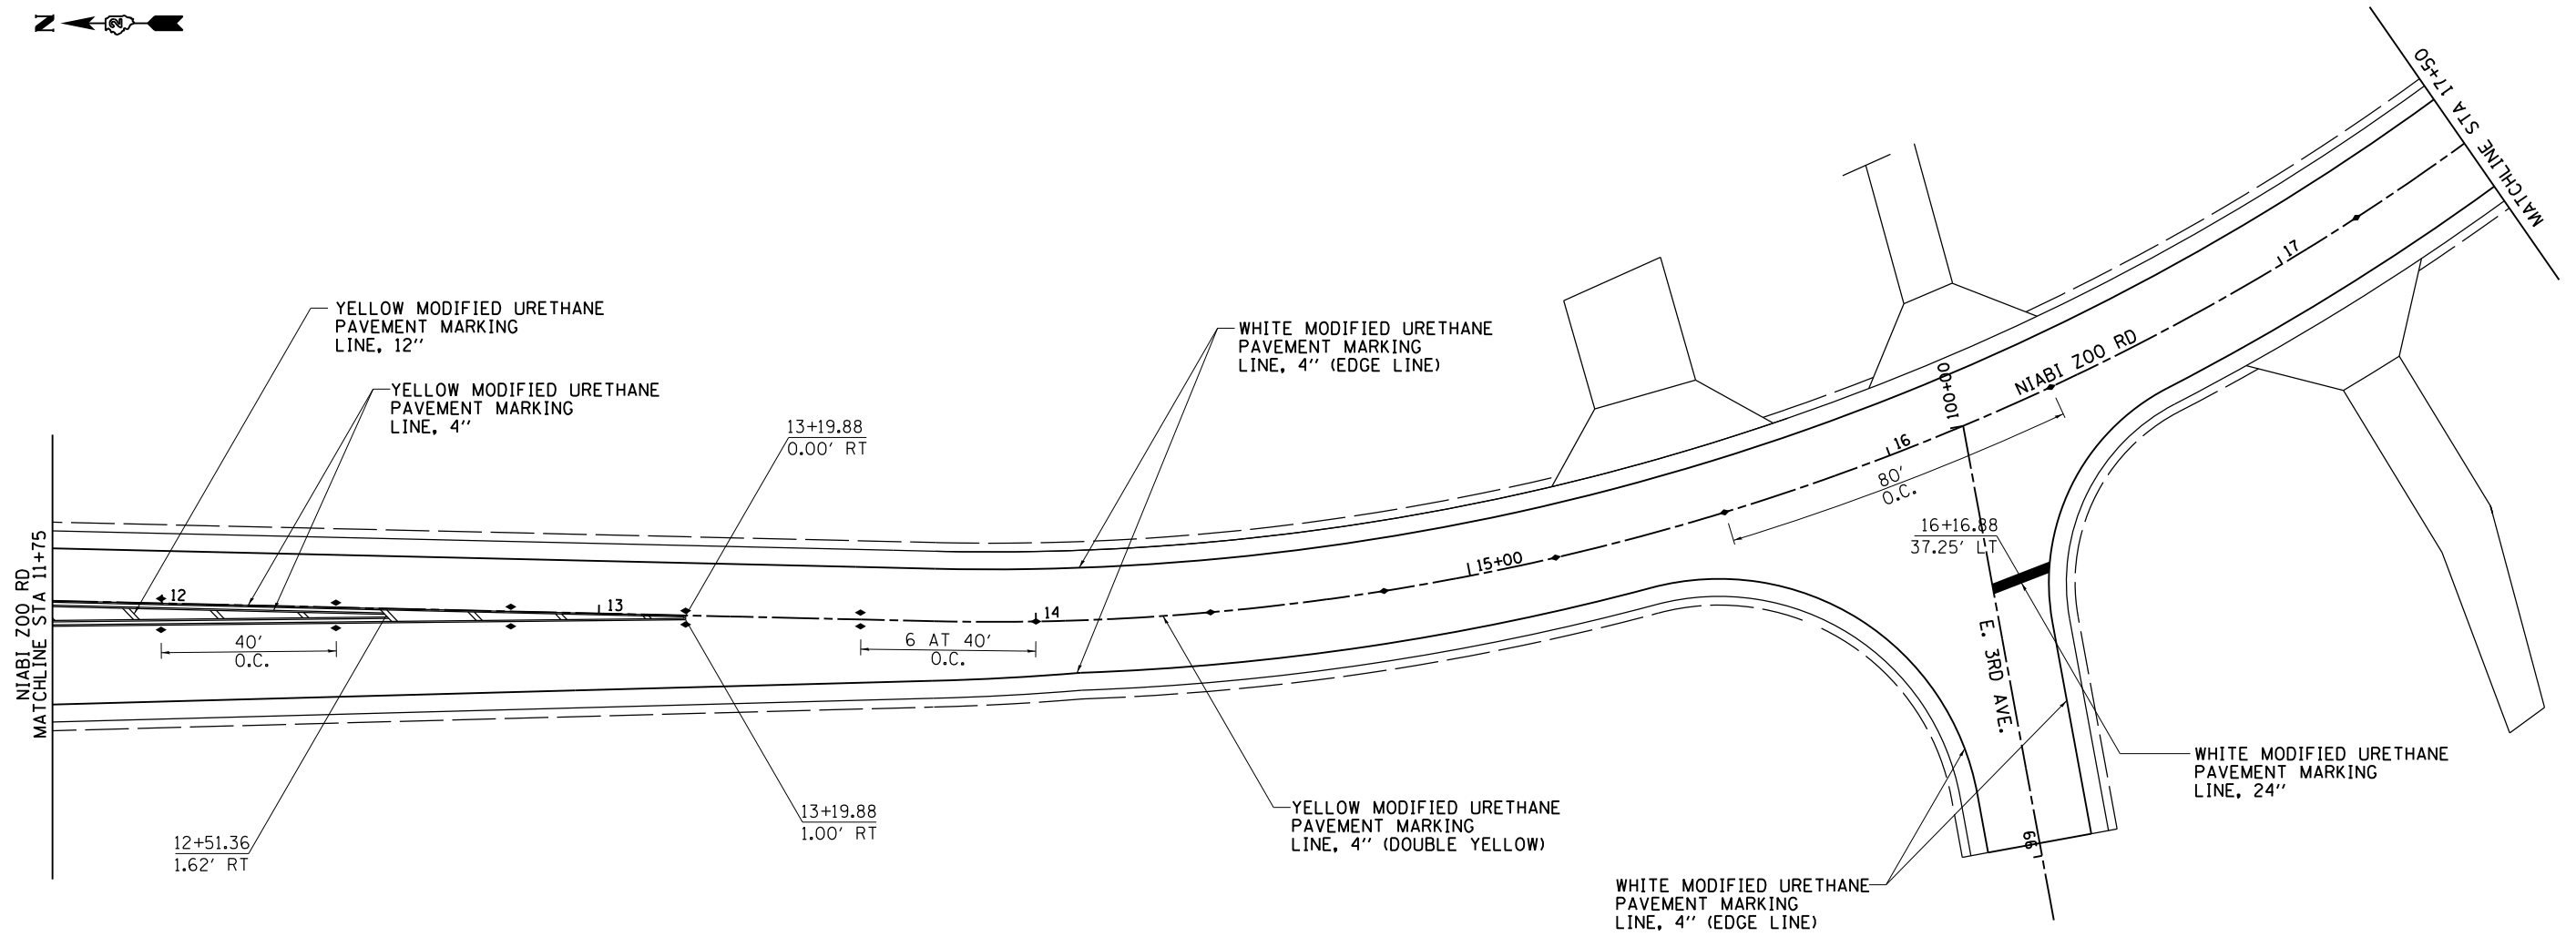 N
2
YELLOW MODIFIED URETHANE
PAVEMENT MARKING
LINE, 12''
YELLOW MODIFIED URETHANE
PAVEMENT MARKING
LINE, 4''
13+19.88
0.00' RT
WHITE MODIFIED URETHANE
PAVEMENT MARKING
LINE, 4'' (EDGE LINE)
MATCHLINE STA 17+50
17
NIABI ZOO RD
100+00
16
80'
O.C.
16+16.88
37.25' LT
15+00
14
13
12
NIABI ZOO RD
MATCHLINE STA 11+75
40'
O.C.
6 AT 40'
O.C.
E. 3RD AVE.
99
13+19.88
1.00' RT
12+51.36
1.62' RT
YELLOW MODIFIED URETHANE
PAVEMENT MARKING
LINE, 4'' (DOUBLE YELLOW)
WHITE MODIFIED URETHANE
PAVEMENT MARKING
LINE, 24''
WHITE MODIFIED URETHANE
PAVEMENT MARKING
LINE, 4'' (EDGE LINE)